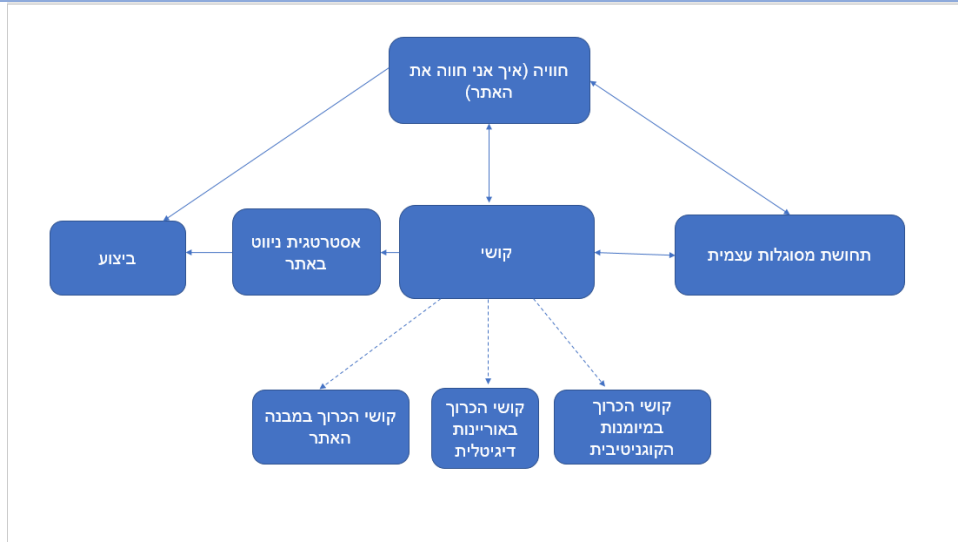 חוויה (איך אני חווה את
האתר)
תחושת מסוגלות עצמית
קושי
אסטרטגית ניווט
באתר
ביצוע
קושי הכרוך
במיומנות
הקוגניטיבית
קושי הכרוך
באוריינות
דיגיטלית
קושי הכרוך במבנה
האתר